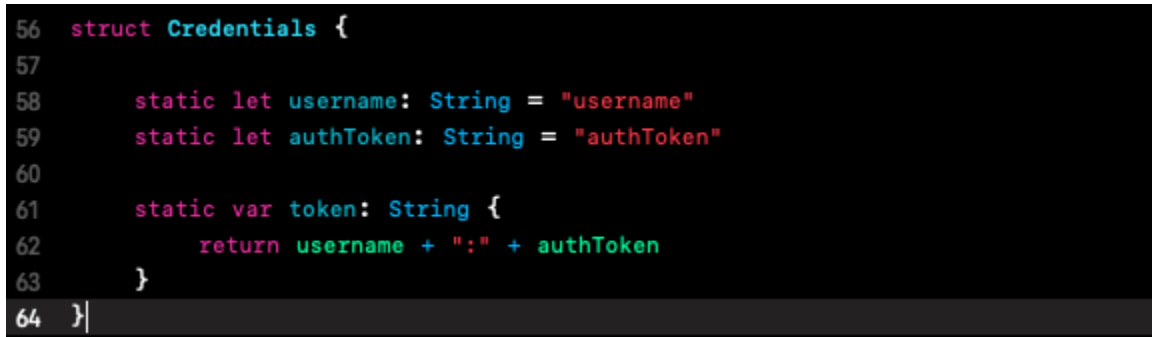 56 struct Credentials {
57
58 static let username: String = "username"
59 static let authToken: String = "authToken"
60
61 static var token: String {
62 return username + ":" + authToken
63 }
64 }